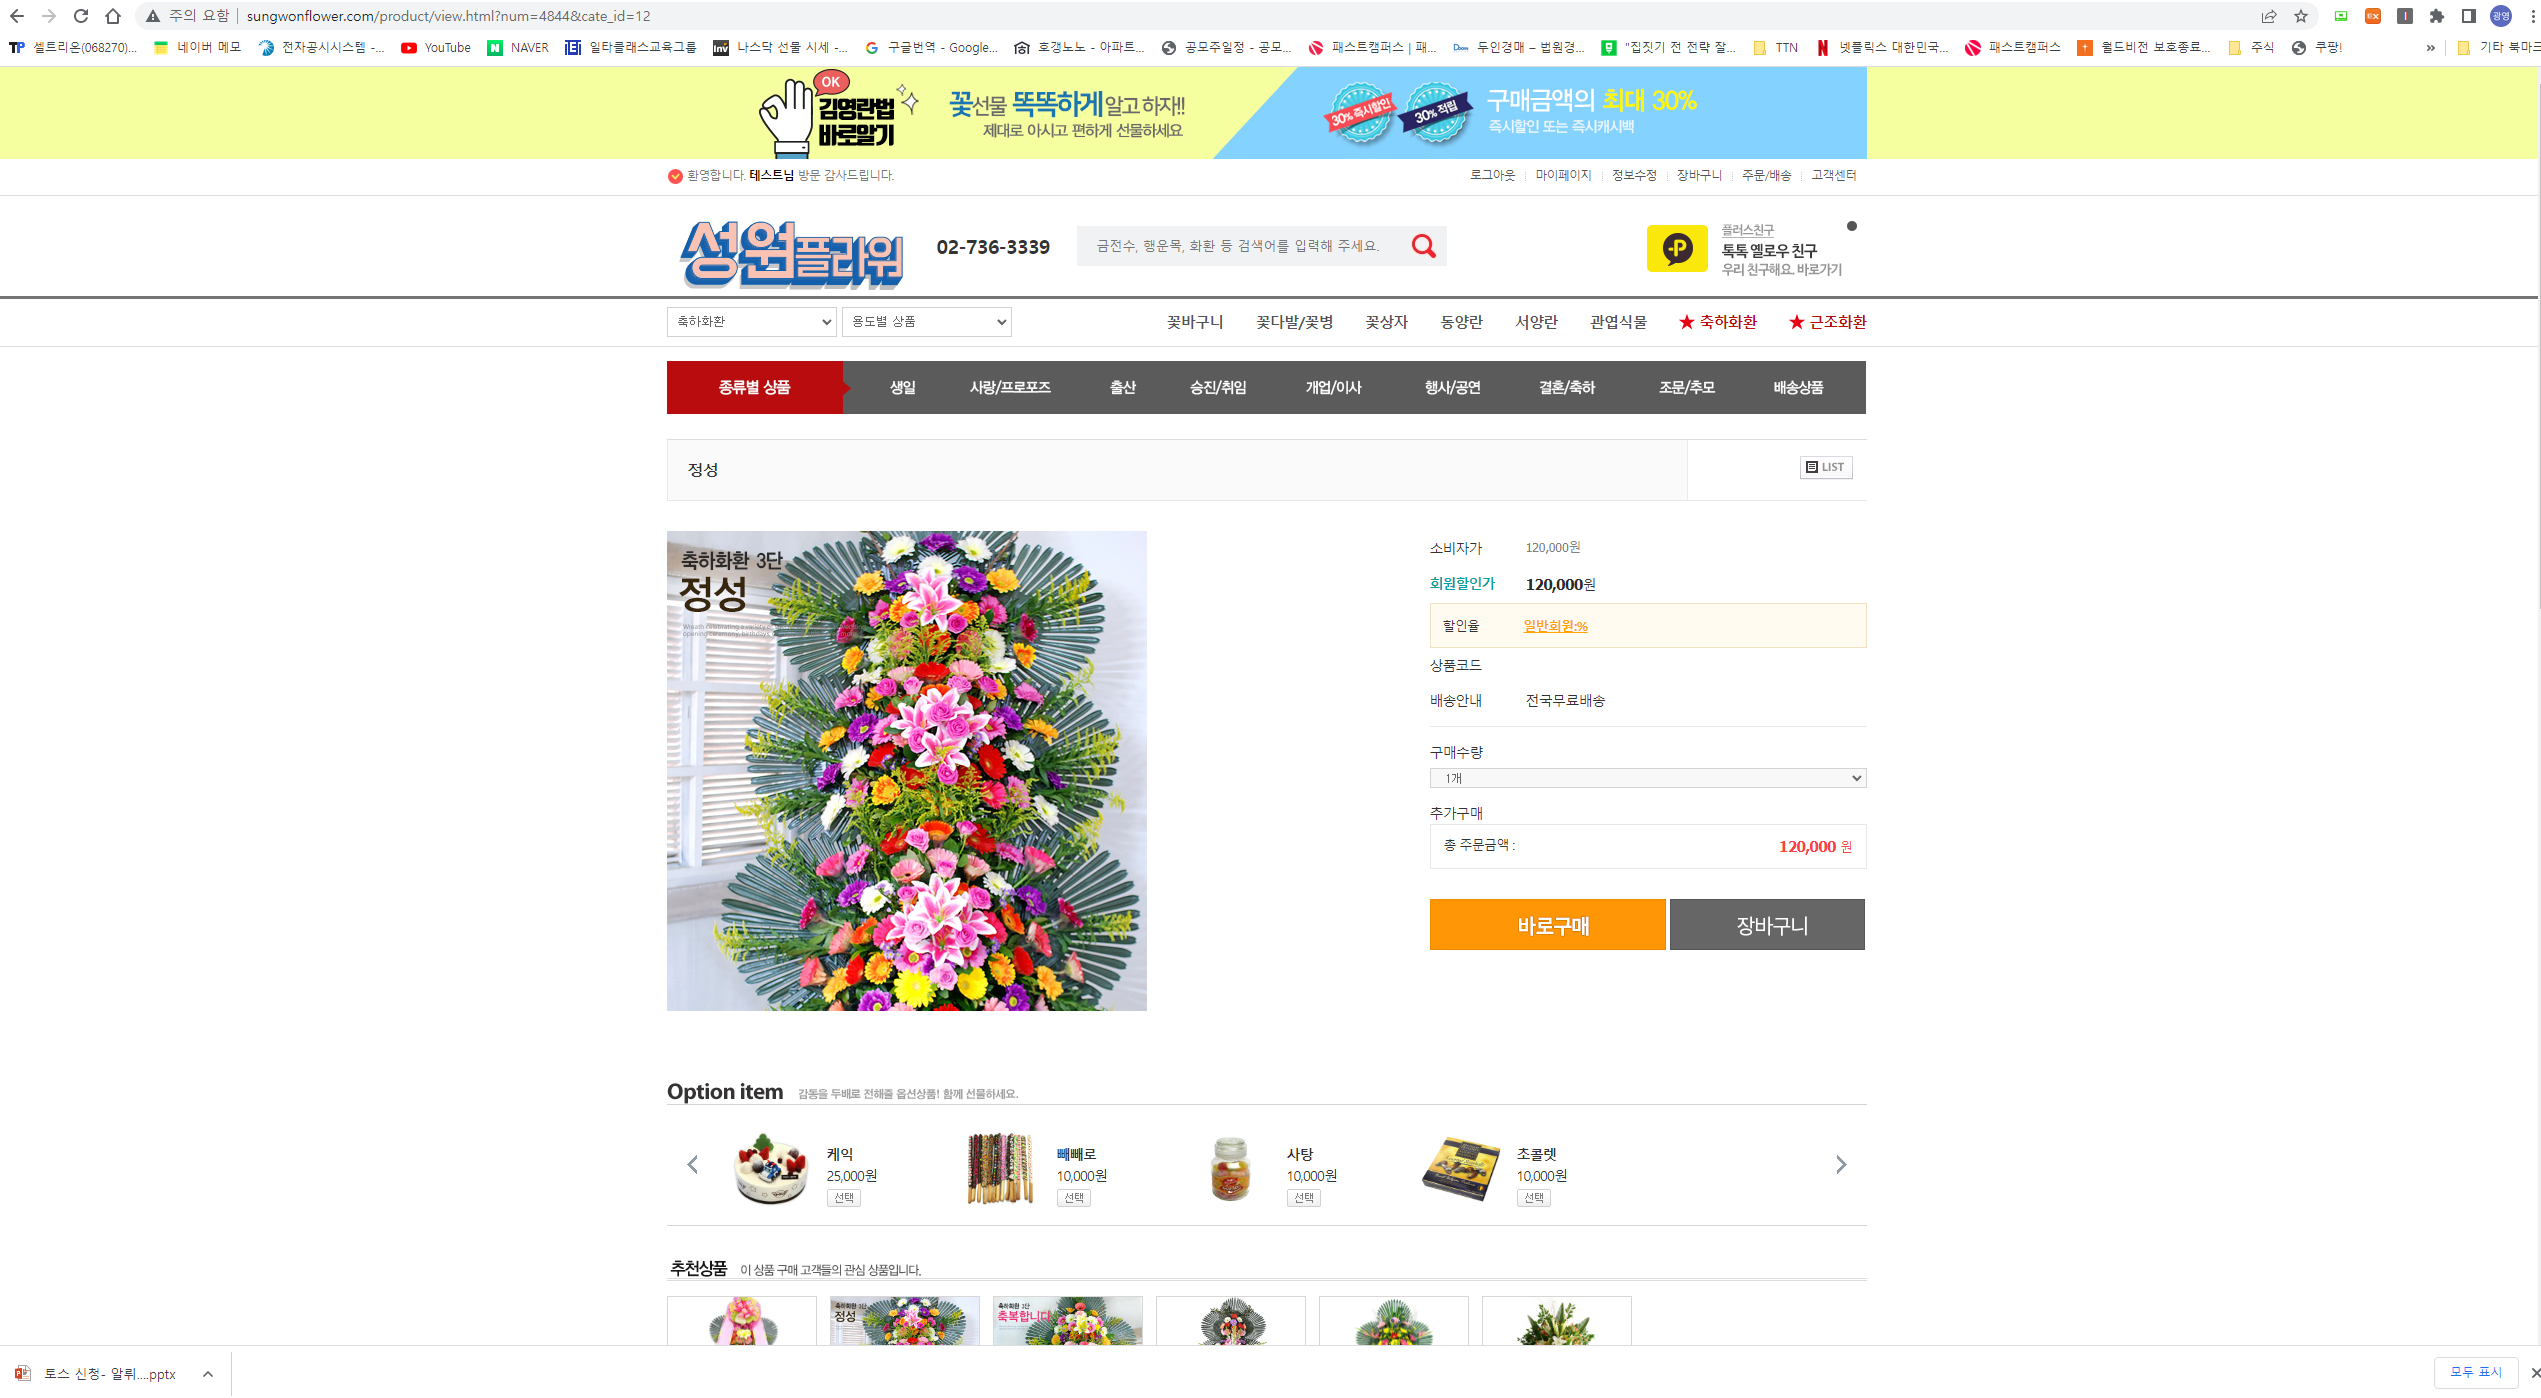 주의 요함 | sungwonflower.com/product/view.html?num=4844&cate_id=12
셀트리온(068270)... 네이버 메모 전자공시시스템 -... YouTube NAVER 일타클래스교육그룹 나스닥 선물 시세 -... 구글번역 - Google... 호갱노노 - 아파트... 공모주일정 - 공모... 패스트캠퍼스 | 패... 두인경매 – 법원경... "집짓기 전 전략 잘... TTN 넷플릭스 대한민국... 패스트캠퍼스 월드비전 보호종료... 주식 쿠팡! » 기타 북마크
OK
김영란법
바로알기
꽃선물 똑똑하게 알고 하자!!
제대로 아시고 편하게 선물하세요
30% 즉시할인
30% 적립
구매금액의 최대 30%
즉시할인 또는 즉시캐시백
환영합니다. 테스트님 방문 감사드립니다.
로그아웃 마이페이지 정보수정 장바구니 주문/배송 고객센터
성원플라워
02-736-3339
금전수, 행운목, 화환 등 검색어를 입력해 주세요.
플러스친구
톡톡 옐로우 친구
우리 친구해요. 바로가기
축하화환 용도별 상품
꽃바구니 꽃다발/꽃병 꽃상자 동양란 서양란 관엽식물 ★ 축하화환 ★ 근조화환
종류별 상품 생일 사랑/프로포즈 출산 승진/취임 개업/이사 행사/공연 결혼/축하 조문/추모 배송상품
정성
LIST
축하화환 3단
정성
소비자가 120,000원
회원할인가 120,000원
할인율 일반회원:%
상품코드
배송안내 전국무료배송
구매수량
1개
추가구매
총 주문금액 : 120,000 원
바로구매 장바구니
Option item 감동을 두배로 전해줄 옵션상품! 함께 선물하세요.
케익
25,000원
선택
빼빼로
10,000원
선택
사탕
10,000원
선택
초콜렛
10,000원
선택
추천상품 이 상품 구매 고객들의 관심 상품입니다.
축하화환 3단
정성
축하화환 3단
축복합니다
토스 신청- 알뤼....pptx
모두 표시